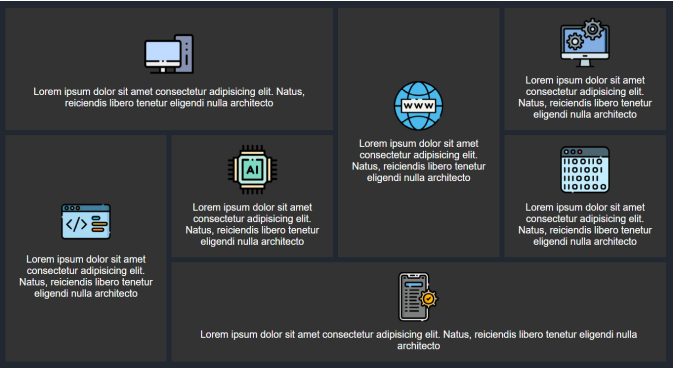 Lorem ipsum dolor sit amet consectetur adipisicing elit. Natus,
reiciendis libero tenetur eligendi nulla architecto
WWW
Lorem ipsum dolor sit amet
consectetur adipisicing elit.
Natus, reiciendis libero tenetur
eligendi nulla architecto
Lorem ipsum dolor sit amet
consectetur adipisicing elit.
Natus, reiciendis libero tenetur
eligendi nulla architecto
</>
Lorem ipsum dolor sit amet
consectetur adipisicing elit.
Natus, reiciendis libero tenetur
eligendi nulla architecto
AI
Lorem ipsum dolor sit amet
consectetur adipisicing elit.
Natus, reiciendis libero tenetur
eligendi nulla architecto
Lorem ipsum dolor sit amet
consectetur adipisicing elit.
Natus, reiciendis libero tenetur
eligendi nulla architecto
Lorem ipsum dolor sit amet consectetur adipisicing elit. Natus, reiciendis libero tenetur eligendi nulla
architecto